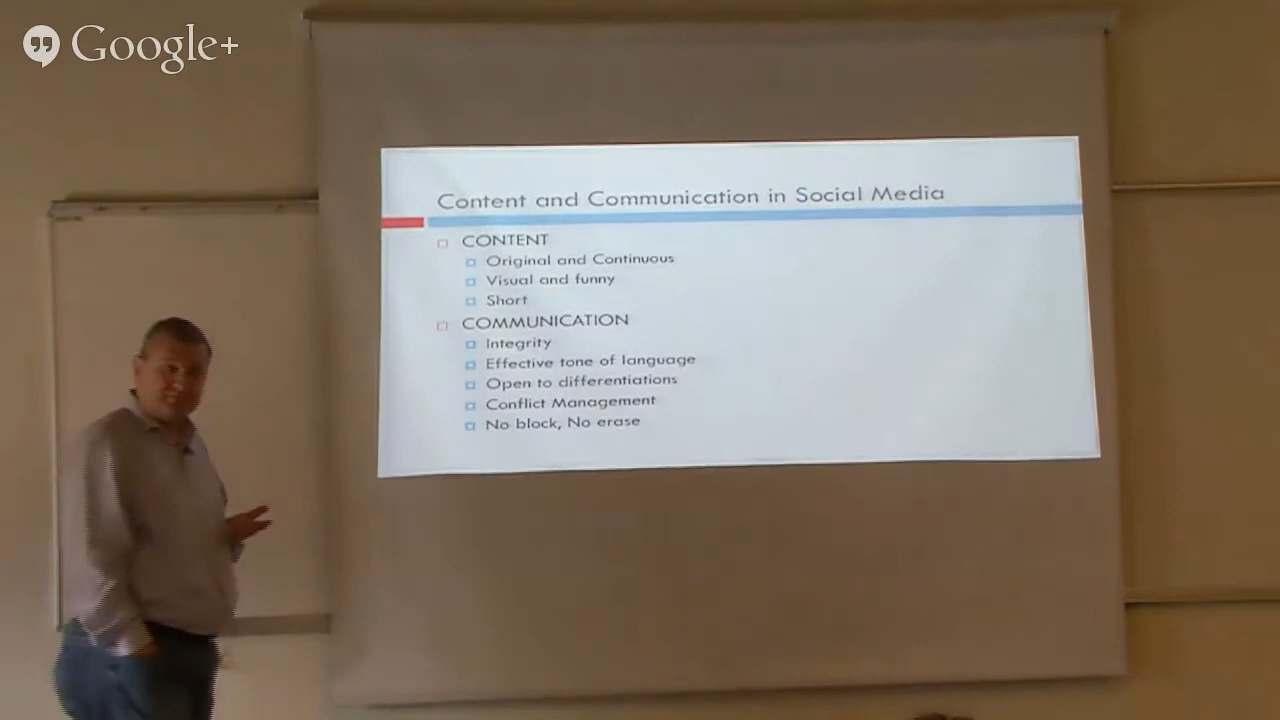 Google+
Content and Communication in Social Media
CONTENT
Original and Continuous
Visual and funny
Short
COMMUNICATION
Integrity
Effective tone of language
Open to differentiations
Conflict Management
No block, No erase